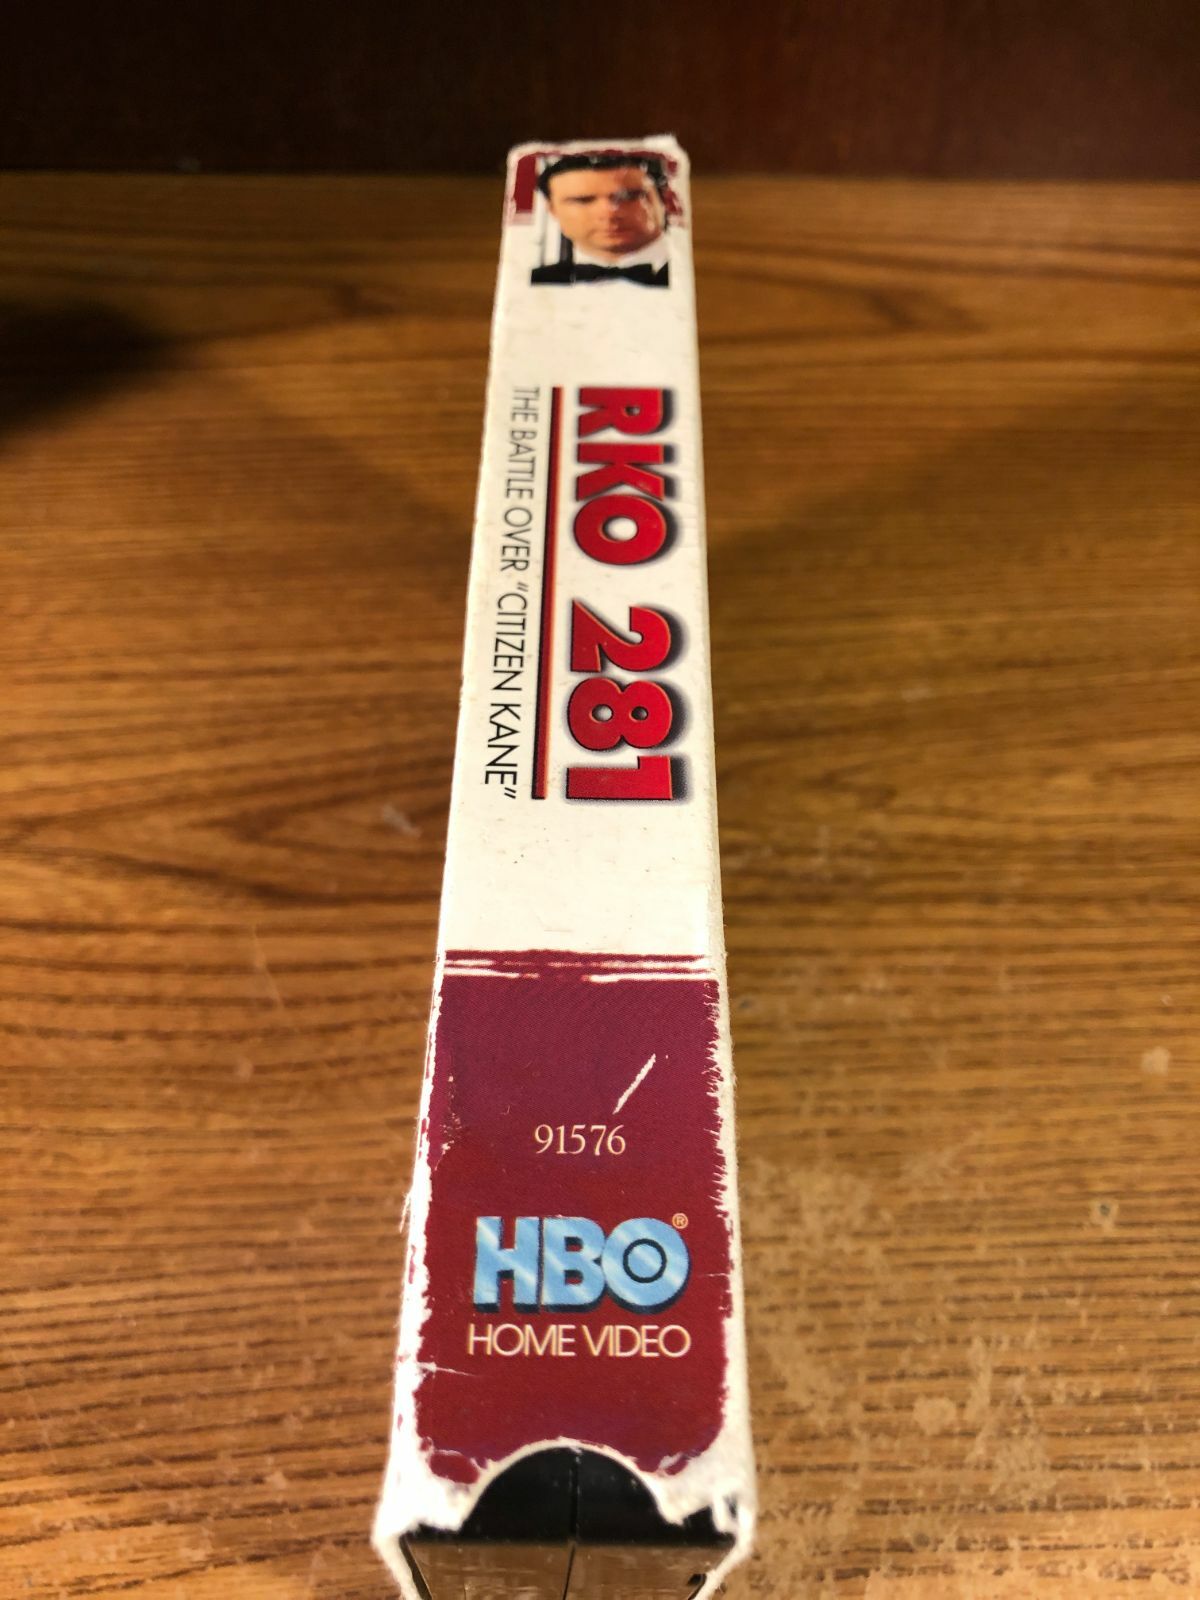 RKO 281
THE BATTLE OVER “CITIZEN KANE”
91576
HBO®
HOME VIDEO